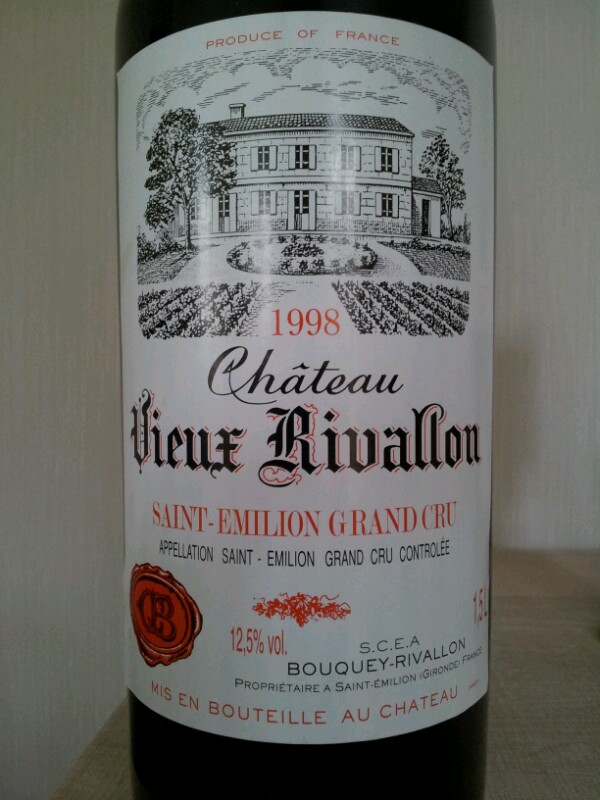 PRODUCE OF FRANCE
1998
Château
Vieux Rivallon
SAINT-EMILION GRAND CRU
APPELLATION SAINT - EMILION GRAND CRU CONTROLÉE
B
12,5% vol.
1,5 L
S.C.E.A
BOUQUEY-RIVALLON
PROPRIÉTAIRE A SAINT-ÉMILION (GIRONDE) FRANCE
MIS EN BOUTEILLE AU CHATEAU